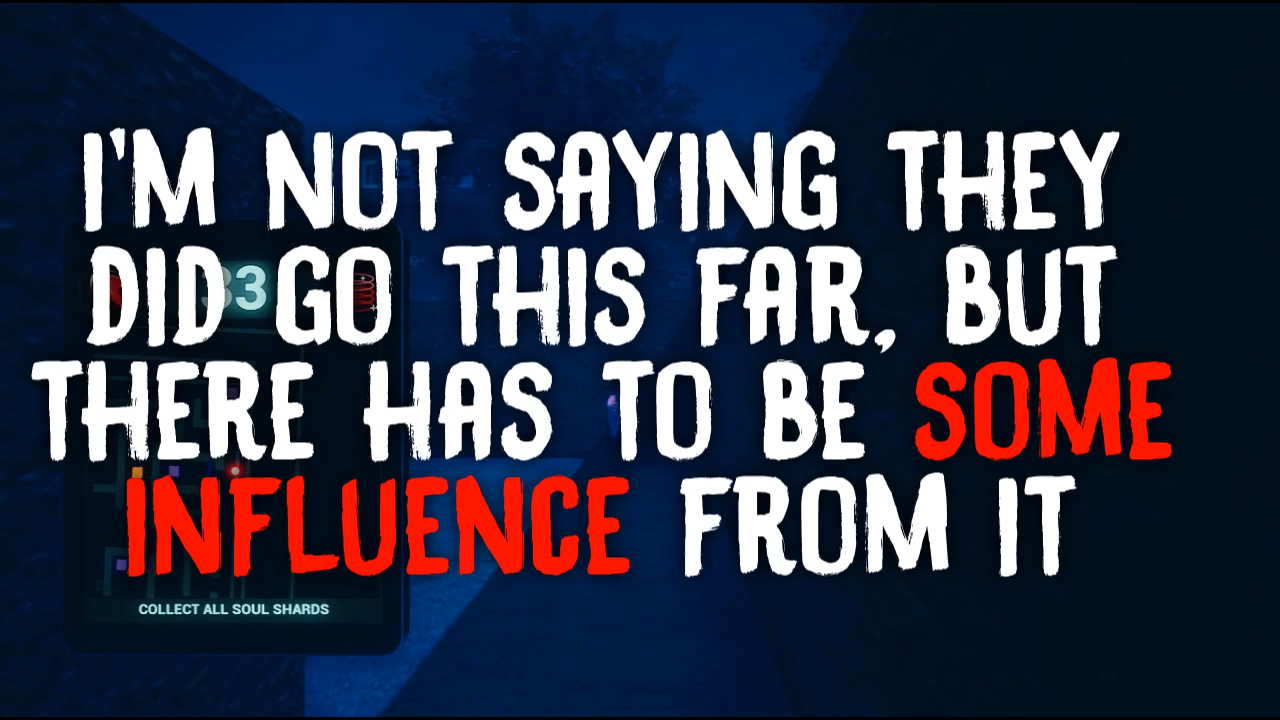 I'M NOT SAYING THEY
DID GO THIS FAR, BUT
THERE HAS TO BE SOME
INFLUENCE FROM IT
33
COLLECT ALL SOUL SHARDS